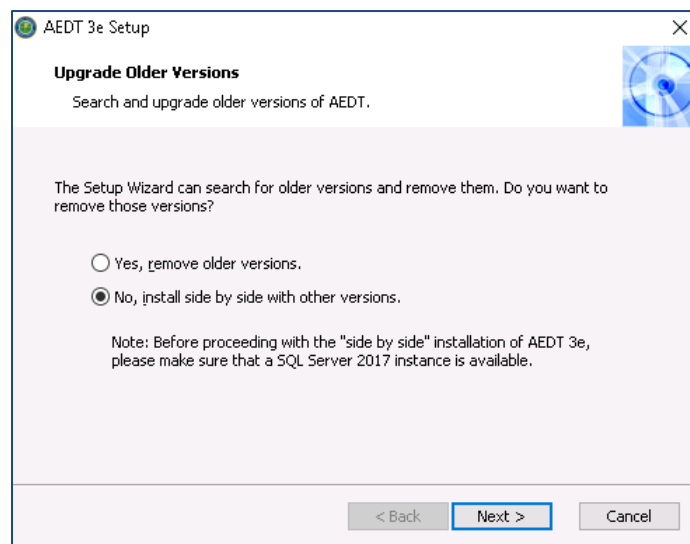 AEDT 3e Setup
Upgrade Older Versions
Search and upgrade older versions of AEDT.
The Setup Wizard can search for older versions and remove them. Do you want to
remove those versions?
Yes, remove older versions.
No, install side by side with other versions.
Note: Before proceeding with the "side by side" installation of AEDT 3e,
please make sure that a SQL Server 2017 instance is available.
< Back Next > Cancel